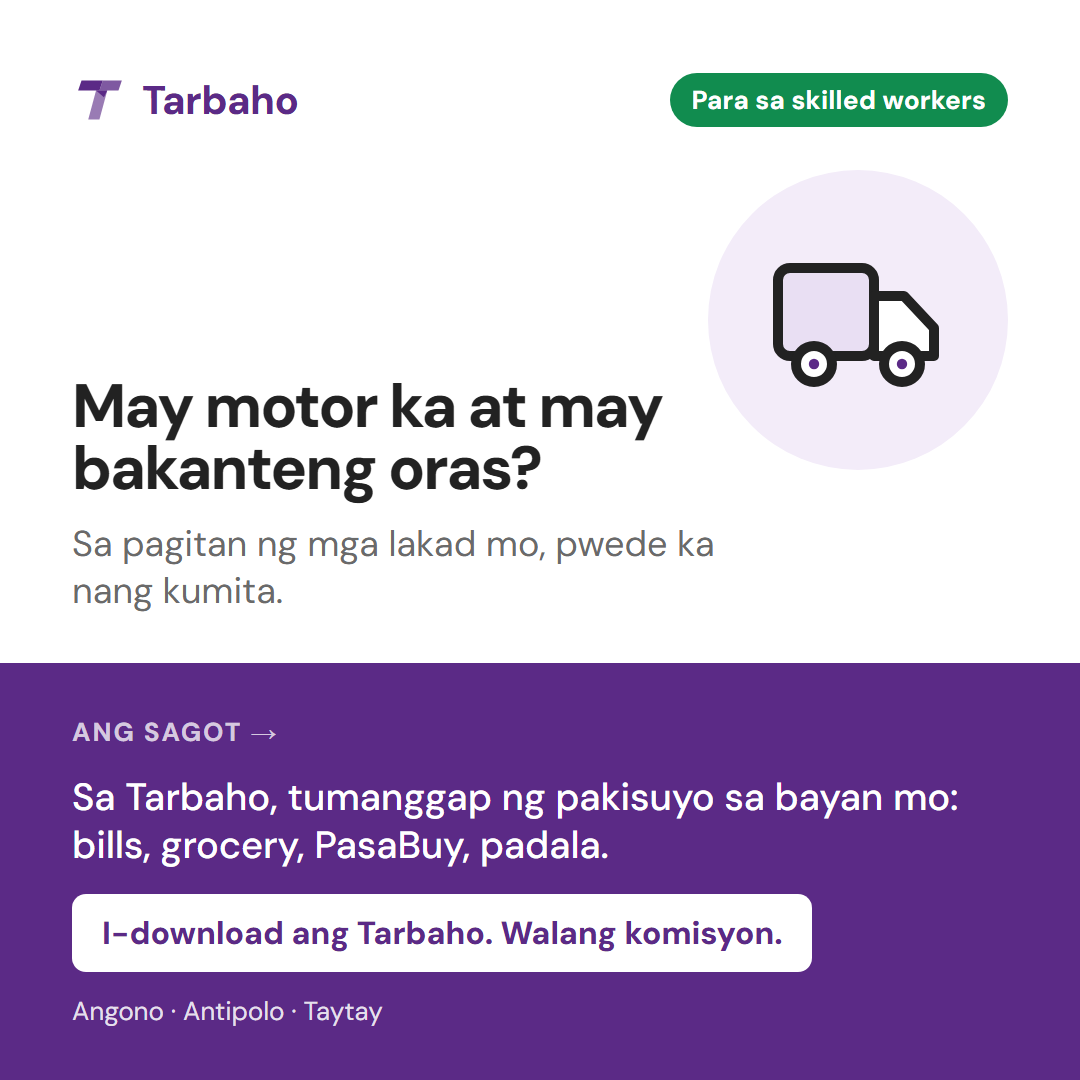 Tarbaho
Para sa skilled workers
May motor ka at may
bakanteng oras?
Sa pagitan ng mga lakad mo, pwede ka
nang kumita.
ANG SAGOT →
Sa Tarbaho, tumanggap ng pakisuyo sa bayan mo:
bills, grocery, PasaBuy, padala.
I-download ang Tarbaho. Walang komisyon.
Angono · Antipolo · Taytay